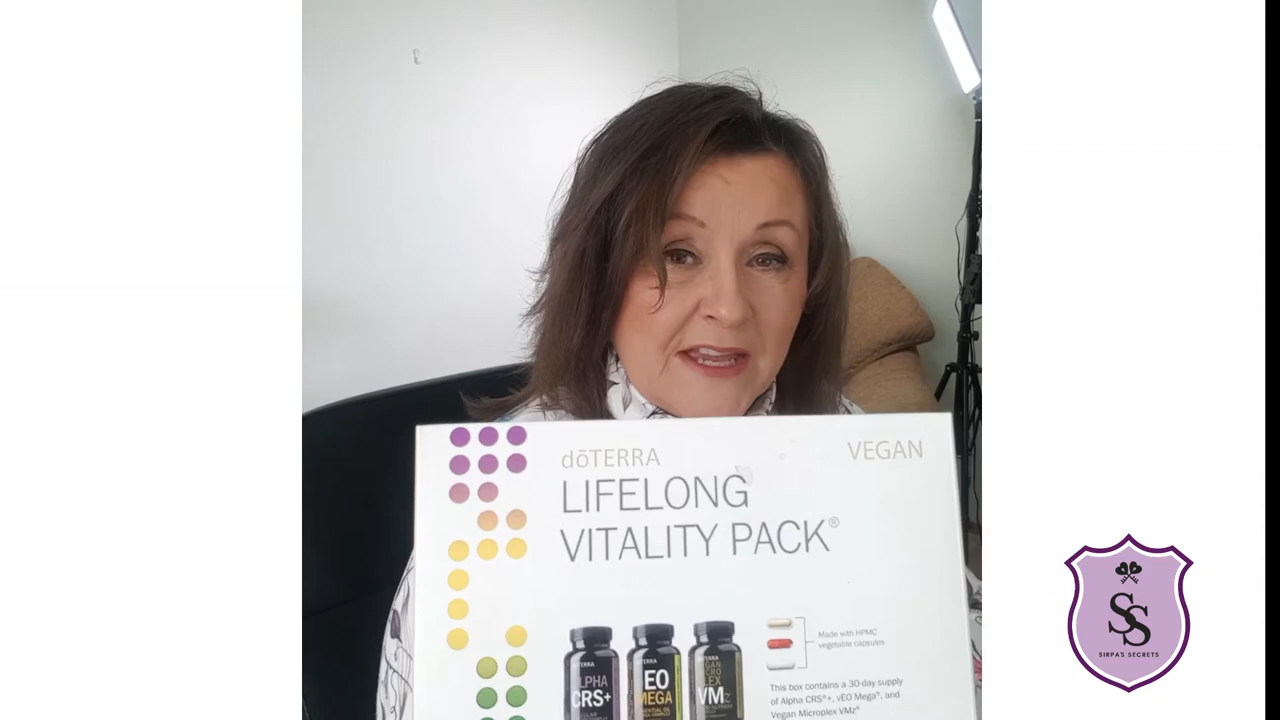 dōTERRA
VEGAN
LIFELONG
VITALITY PACK®
Made with HPMC
vegetable capsules
This box contains a 30-day supply
of Alpha CRS®+, vEO Mega®, and
Vegan Microplex VMz®
ALPHA
CRS+
EO
MEGA
VMz
SS
SIRPA'S SECRETS